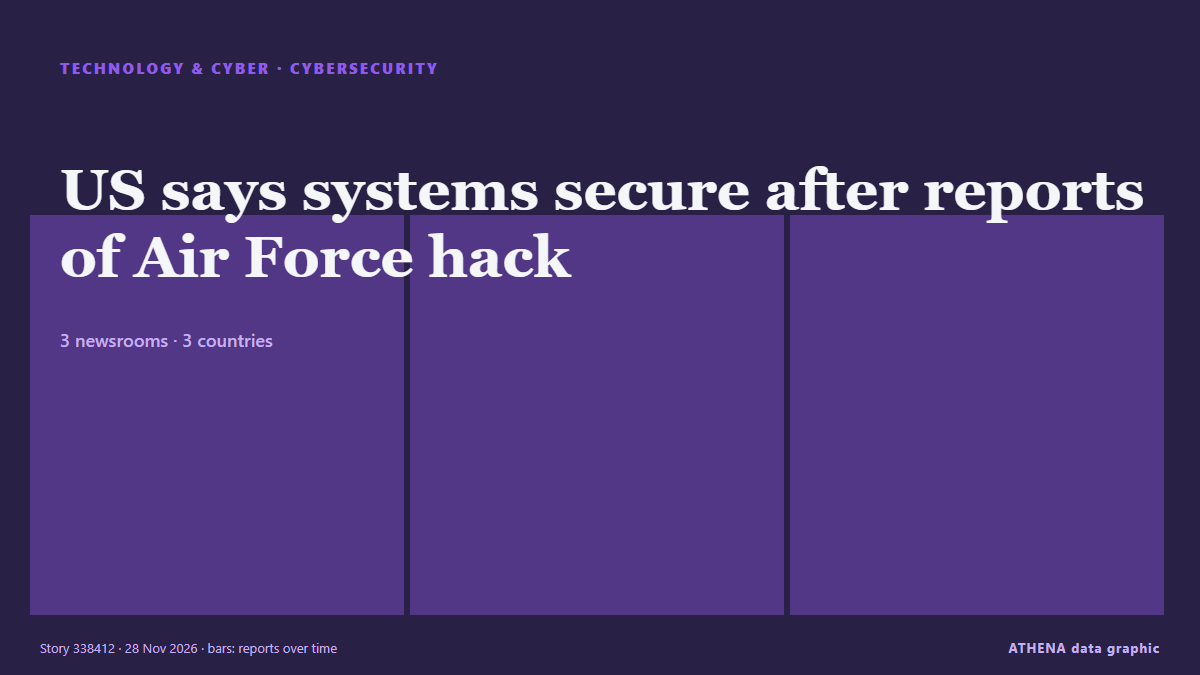 TECHNOLOGY & CYBER · CYBERSECURITY
US says systems secure after reports
of Air Force hack
3 newsrooms · 3 countries
Story 338412 · 28 Nov 2026 · bars: reports over time
ATHENA data graphic